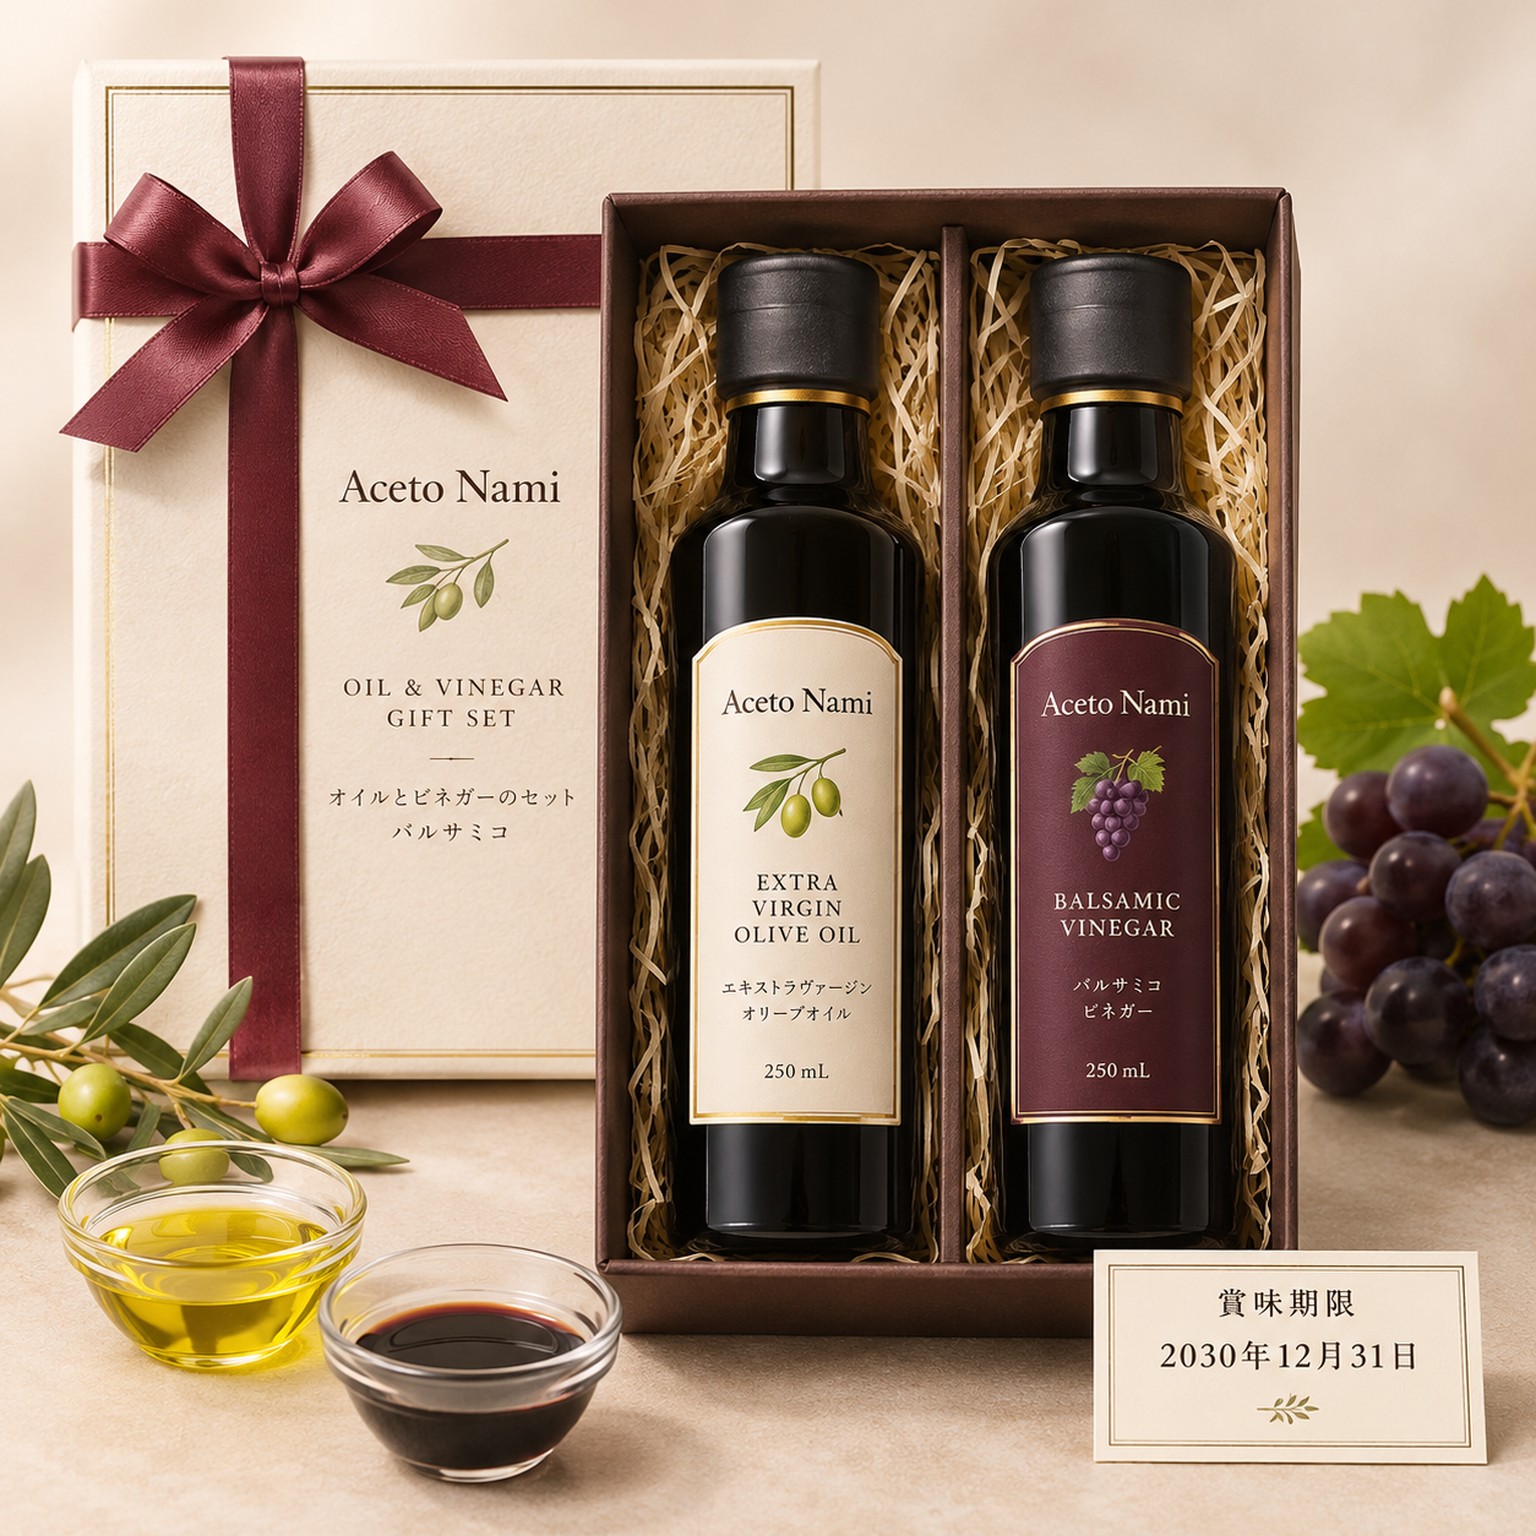 Aceto Nami
OIL & VINEGAR
GIFT SET
オイルとビネガーのセット
バルサミコ
Aceto Nami
EXTRA
VIRGIN
OLIVE OIL
エキストラヴァージン
オリーブオイル
250 mL
Aceto Nami
BALSAMIC
VINEGAR
バルサミコ
ビネガー
250 mL
賞味期限
2030年12月31日